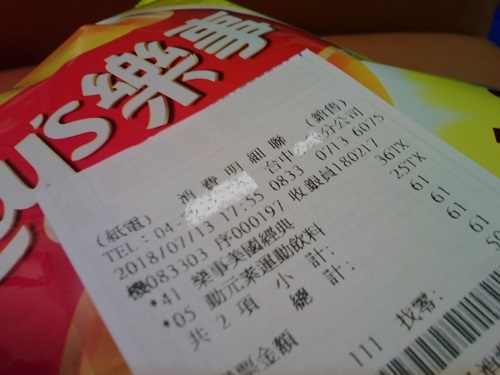 Lay's樂事
消費明細聯 (銷售)
(紙電) 台中 分公司
TEL:04- 0833 0713 6075
2018/07/13 17:55 收銀員180217
機083303 序000197
*41 樂事美國經典 36TX
*05 動元素運動飲料 25TX
共 2 項 小 計: 61
總 計: 61
金額 61
111 找零: 50